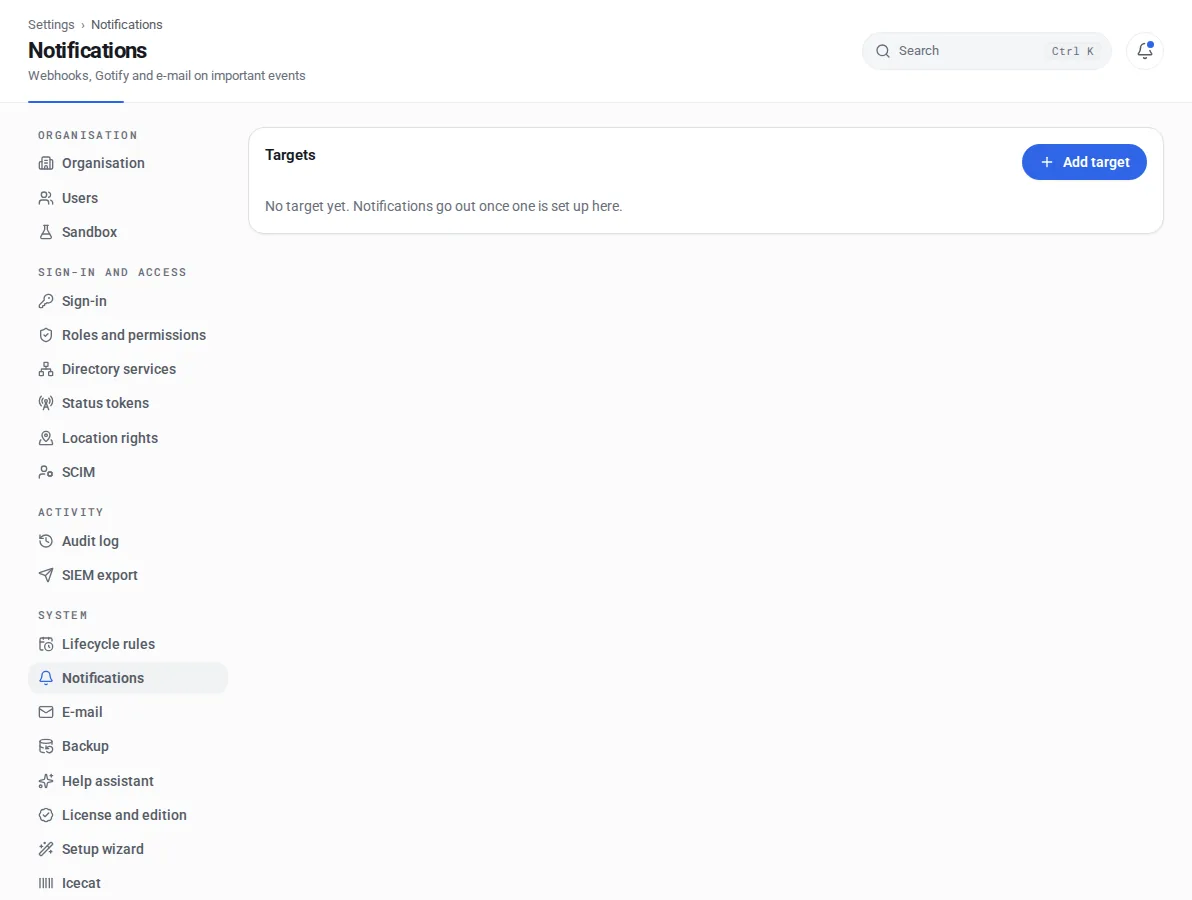 Settings › Notifications
Notifications
Webhooks, Gotify and e-mail on important events
Search
Ctrl K
ORGANISATION
Organisation
Users
Sandbox
SIGN-IN AND ACCESS
Sign-in
Roles and permissions
Directory services
Status tokens
Location rights
SCIM
ACTIVITY
Audit log
SIEM export
SYSTEM
Lifecycle rules
Notifications
E-mail
Backup
Help assistant
License and edition
Setup wizard
Icecat
Targets
Add target
No target yet. Notifications go out once one is set up here.